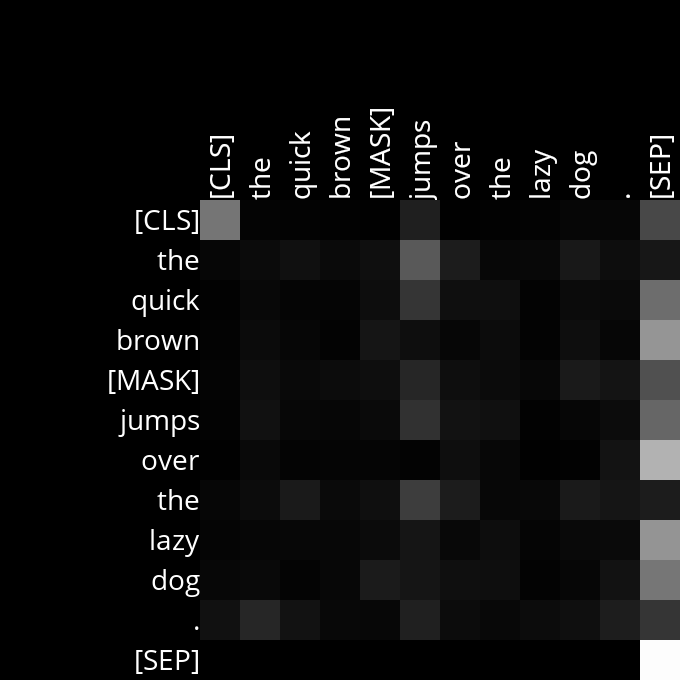 [CLS]
the
quick
brown
[MASK]
jumps
over
the
lazy
dog
.
[SEP]
[CLS]
the
quick
brown
[MASK]
jumps
over
the
lazy
dog
.
[SEP]